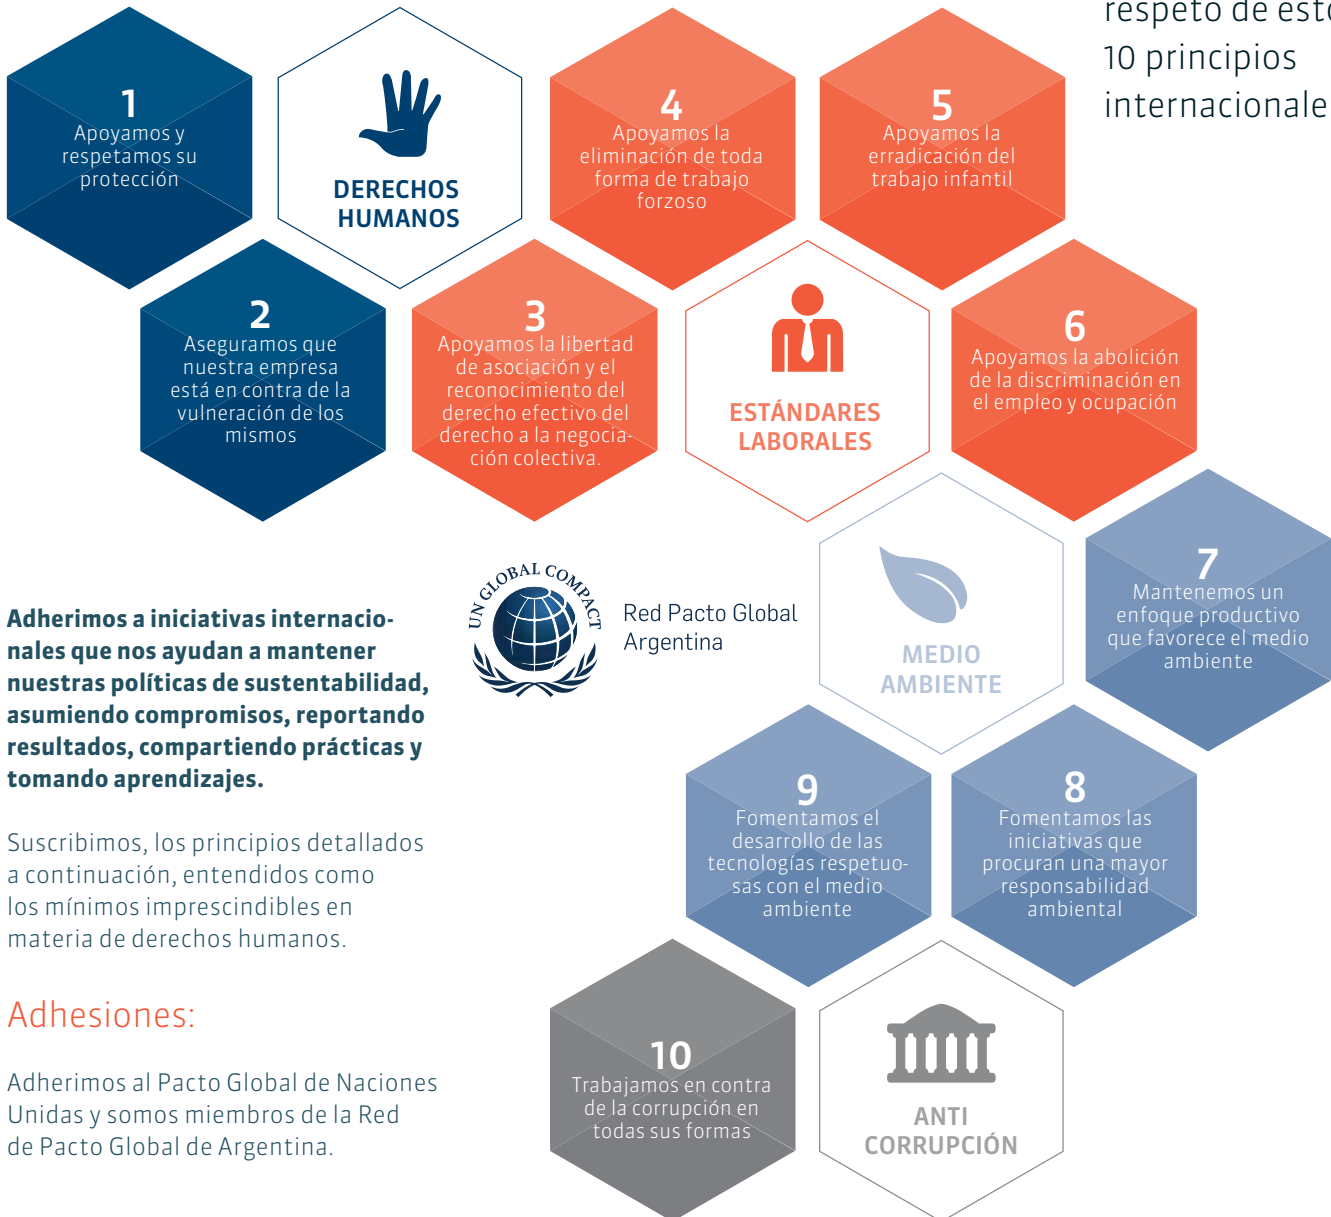 respeto de esto
10 principios
internacionale
1
Apoyamos y
respetamos su
protección
DERECHOS
HUMANOS
4
Apoyamos la
eliminación de toda
forma de trabajo
forzoso
5
Apoyamos la
erradicación del
trabajo infantil
2
Aseguramos que
nuestra empresa
está en contra de la
vulneración de los
mismos
3
Apoyamos la libertad
de asociación y el
reconocimiento del
derecho efectivo del
derecho a la negocia-
ción colectiva.
ESTÁNDARES
LABORALES
6
Apoyamos la abolición
de la discriminación en
el empleo y ocupación
7
Mantenemos un
enfoque productivo
que favorece el medio
ambiente
MEDIO
AMBIENTE
UN GLOBAL COMPACT
Red Pacto Global
Argentina
Adherimos a iniciativas internacio-
nales que nos ayudan a mantener
nuestras políticas de sustentabilidad,
asumiendo compromisos, reportando
resultados, compartiendo prácticas y
tomando aprendizajes.
Suscribimos, los principios detallados
a continuación, entendidos como
los mínimos imprescindibles en
materia de derechos humanos.
9
Fomentamos el
desarrollo de las
tecnologías respetuo-
sas con el medio
ambiente
8
Fomentamos las
iniciativas que
procuran una mayor
responsabilidad
ambiental
Adhesiones:
Adherimos al Pacto Global de Naciones
Unidas y somos miembros de la Red
de Pacto Global de Argentina.
10
Trabajamos en contra
de la corrupción en
todas sus formas
ANTI
CORRUPCIÓN